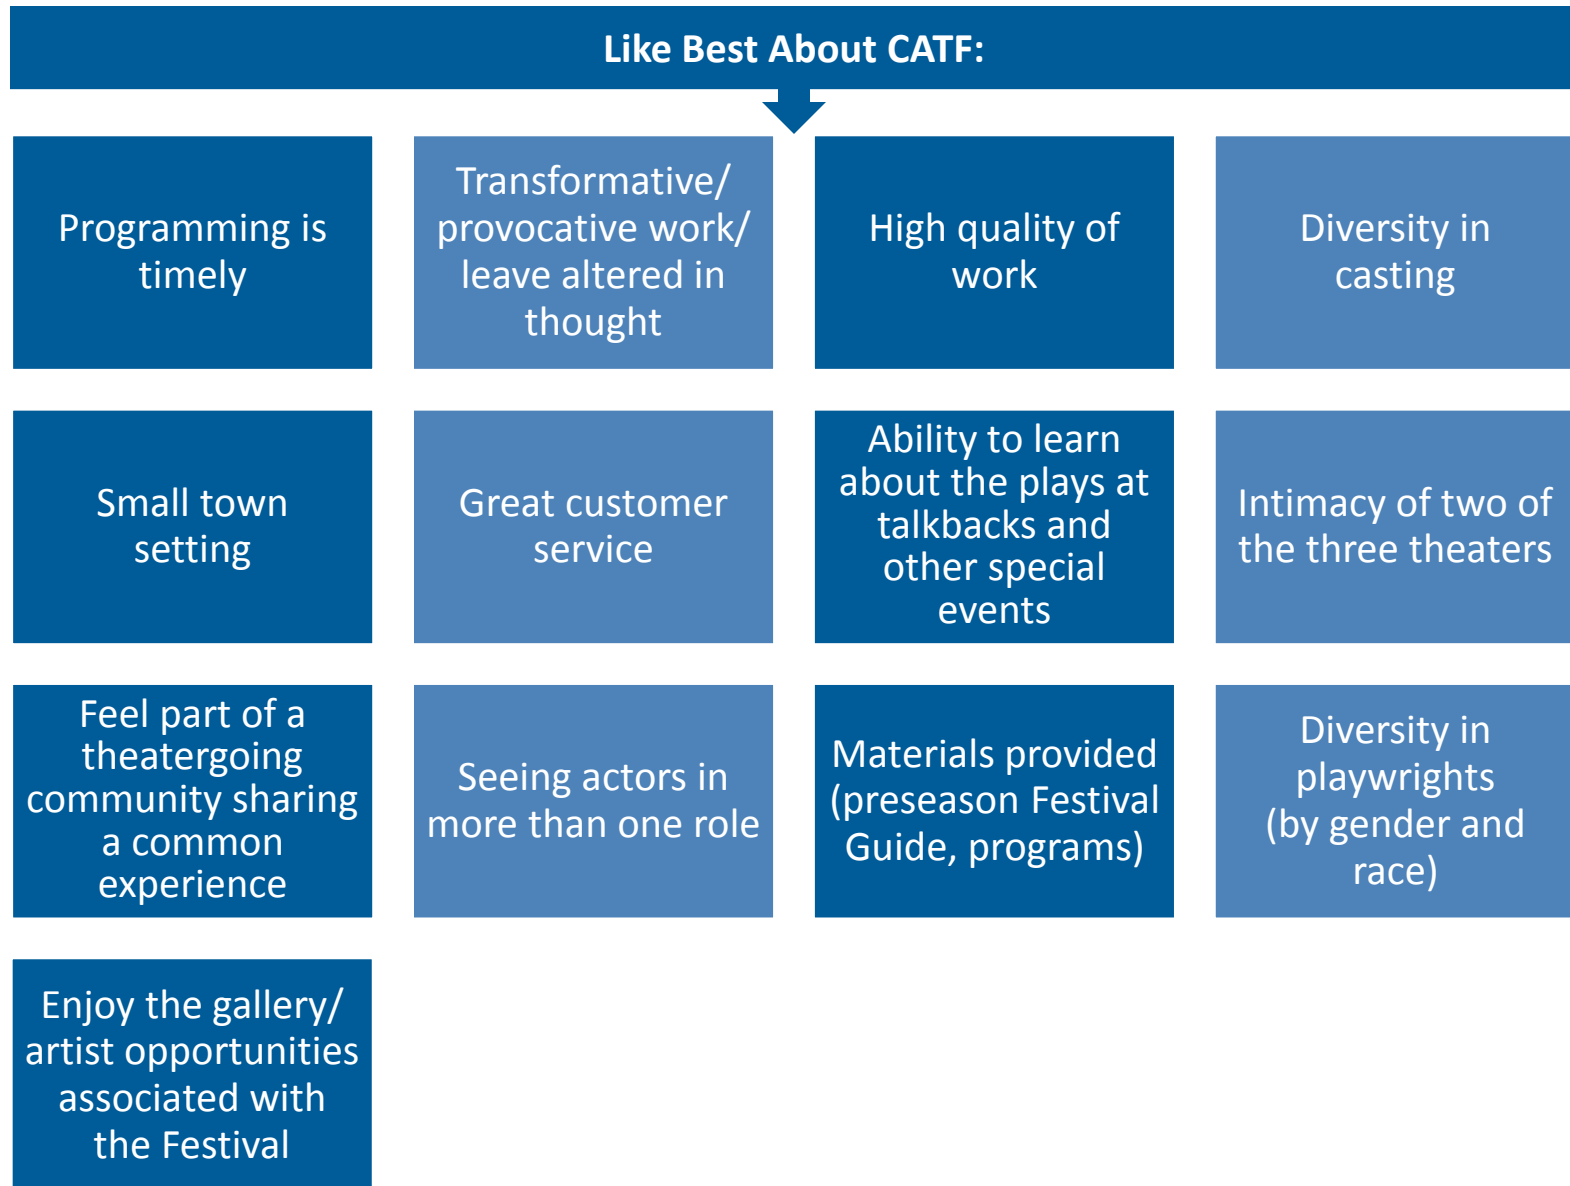 Like Best About CATF:
Programming is
timely
Transformative/
provocative work/
leave altered in
thought
High quality of
work
Diversity in
casting
Small town
setting
Great customer
service
Ability to learn
about the plays at
talkbacks and
other special
events
Intimacy of two of
the three theaters
Feel part of a
theatergoing
community sharing
a common
experience
Seeing actors in
more than one role
Materials provided
(preseason Festival
Guide, programs)
Diversity in
playwrights
(by gender and
race)
Enjoy the gallery/
artist opportunities
associated with
the Festival